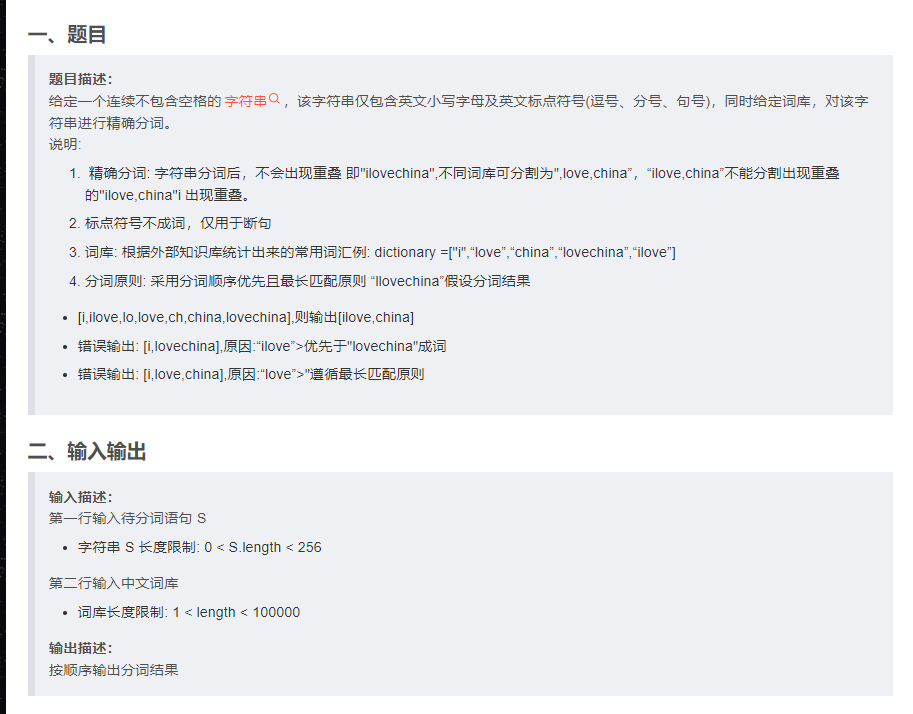 一、题目
题目描述：
给定一个连续不包含空格的 字符串 ，该字符串仅包含英文小写字母及英文标点符号(逗号、分号、句号)，同时给定词库，对该字
符串进行精确分词。
说明:
1. 精确分词: 字符串分词后，不会出现重叠 即"ilovechina",不同词库可分割为",love,china”，“ilove,china”不能分割出现重叠
的"ilove,china"i 出现重叠。
2. 标点符号不成词，仅用于断句
3. 词库: 根据外部知识库统计出来的常用词汇例: dictionary =["i",“love”,“china”,“lovechina”,“ilove”]
4. 分词原则: 采用分词顺序优先且最长匹配原则 “Ilovechina”假设分词结果
• [i,ilove,lo,love,ch,china,lovechina],则输出[ilove,china]
• 错误输出: [i,lovechina],原因:“ilove”>优先于"lovechina"成词
• 错误输出: [i,love,china],原因:“love”>"遵循最长匹配原则
二、输入输出
输入描述：
第一行输入待分词语句 S
• 字符串 S 长度限制: 0 < S.length < 256
第二行输入中文词库
• 词库长度限制: 1 < length < 100000
输出描述：
按顺序输出分词结果